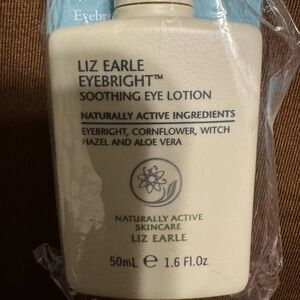 Eyebri
LIZ EARLE
EYEBRIGHT™
SOOTHING EYE LOTION
NATURALLY ACTIVE INGREDIENTS
EYEBRIGHT, CORNFLOWER, WITCH
HAZEL AND ALOE VERA
NATURALLY ACTIVE
SKINCARE
LIZ EARLE
50mL ℮ 1.6 Fl.Oz